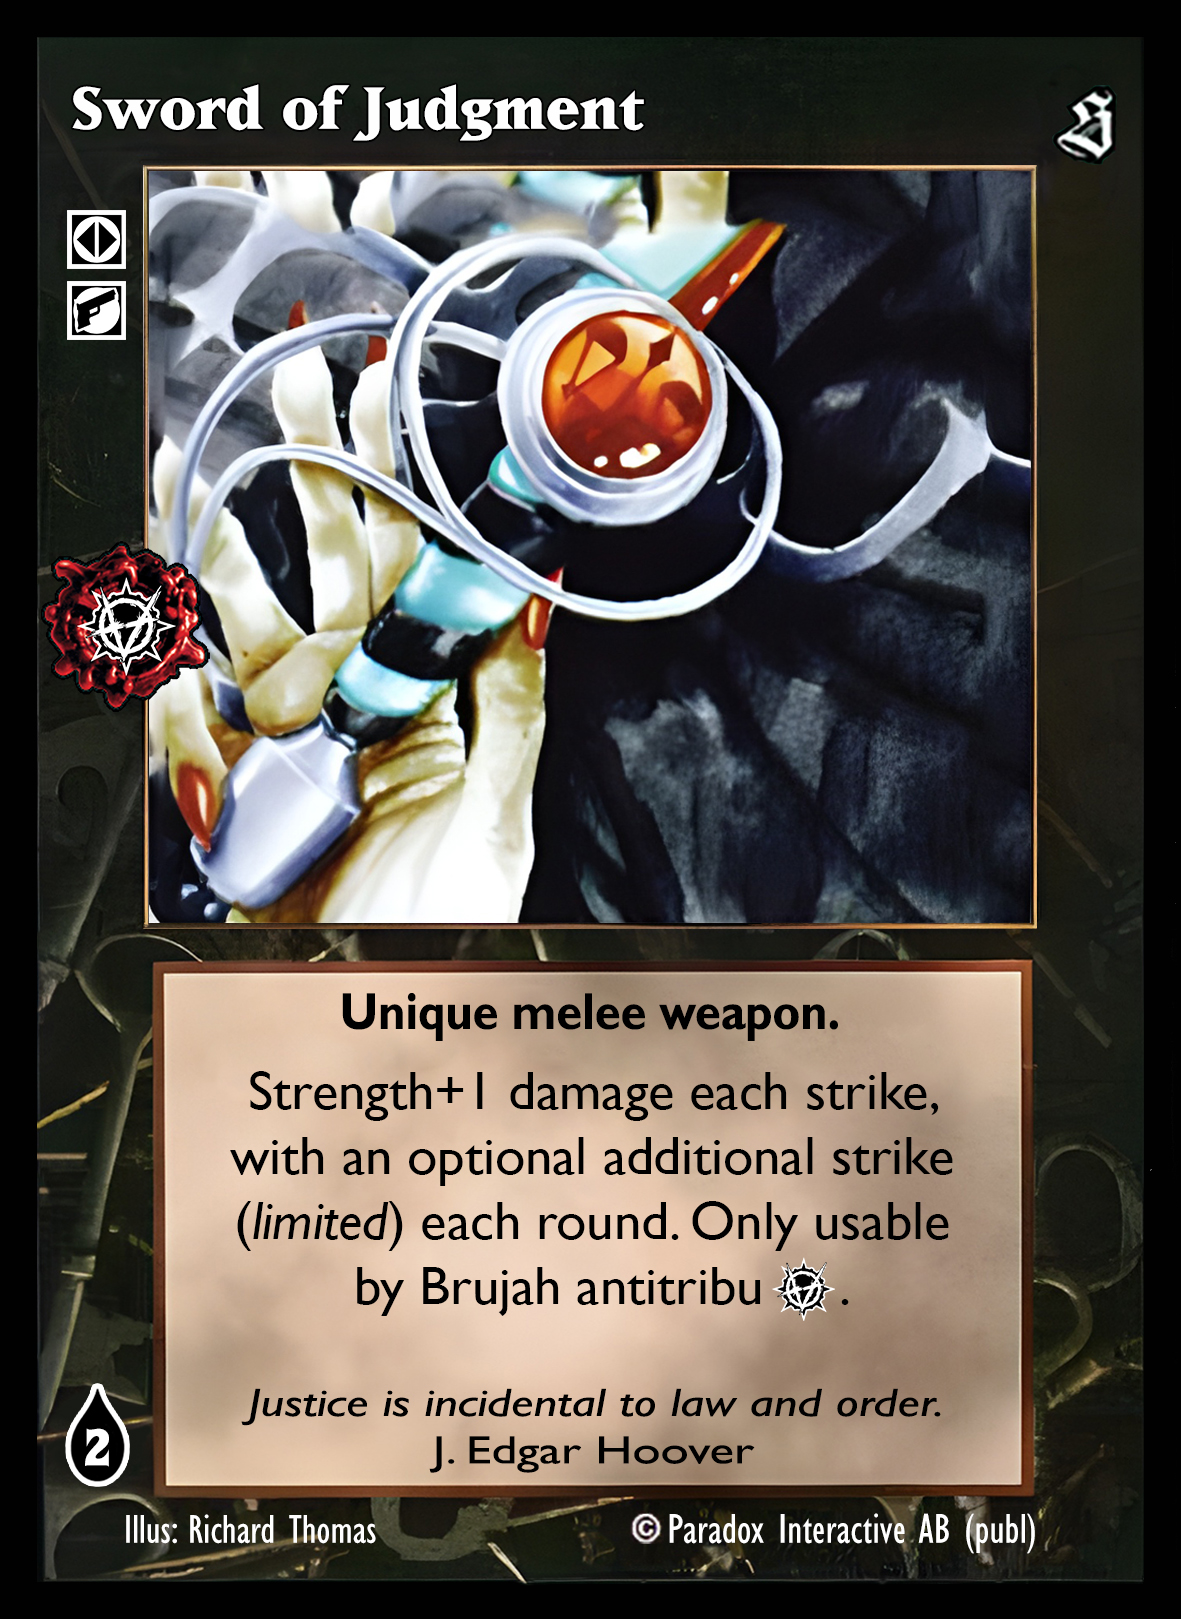 Sword of Judgment
Unique melee weapon.
Strength+1 damage each strike,
with an optional additional strike
(limited) each round. Only usable
by Brujah antitribu .
Justice is incidental to law and order.
J. Edgar Hoover
2
Illus: Richard Thomas
© Paradox Interactive AB (publ)